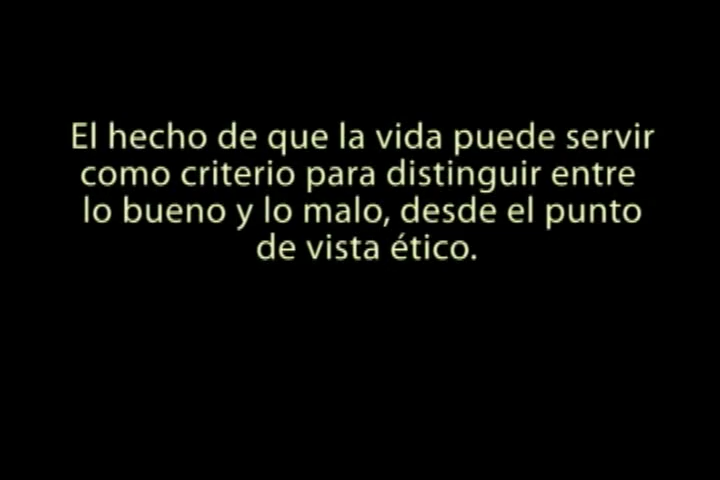 El hecho de que la vida puede servir
como criterio para distinguir entre
lo bueno y lo malo, desde el punto
de vista ético.